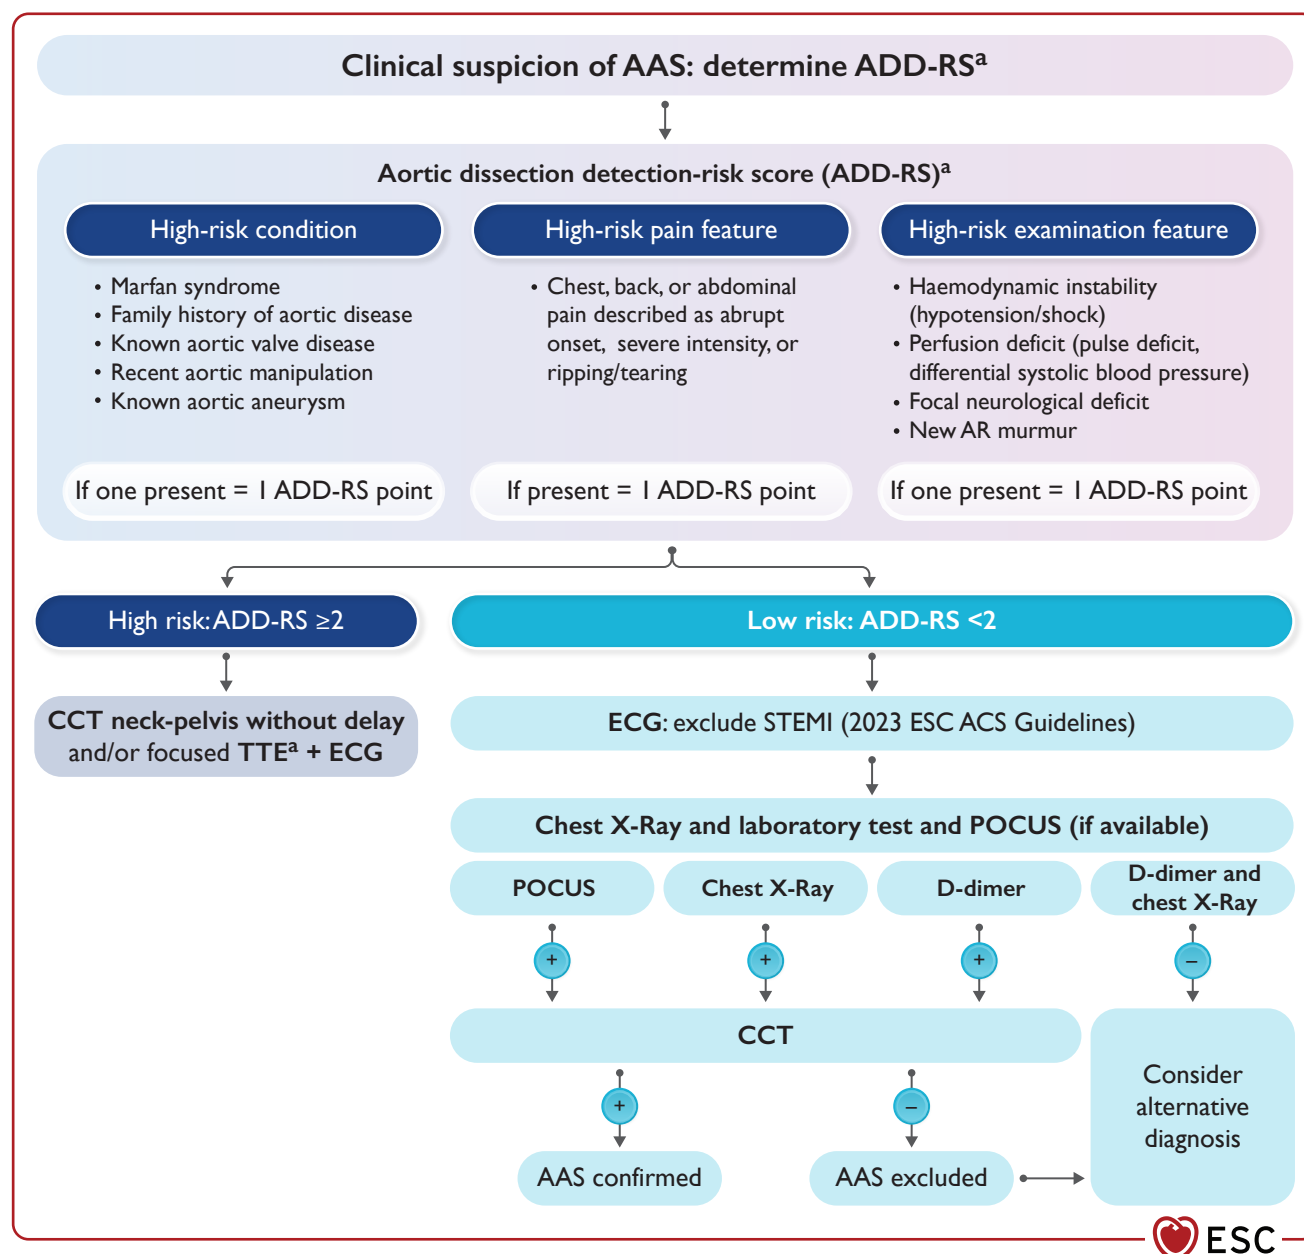 Clinical suspicion of AAS: determine ADD-RSᵃ
Aortic dissection detection-risk score (ADD-RS)ᵃ
High-risk condition
• Marfan syndrome
• Family history of aortic disease
• Known aortic valve disease
• Recent aortic manipulation
• Known aortic aneurysm
If one present = 1 ADD-RS point
High-risk pain feature
• Chest, back, or abdominal
pain described as abrupt
onset, severe intensity, or
ripping/tearing
If present = 1 ADD-RS point
High-risk examination feature
• Haemodynamic instability
(hypotension/shock)
• Perfusion deficit (pulse deficit,
differential systolic blood pressure)
• Focal neurological deficit
• New AR murmur
If one present = 1 ADD-RS point
High risk: ADD-RS ≥2
CCT neck-pelvis without delay
and/or focused TTEᵃ + ECG
Low risk: ADD-RS <2
ECG: exclude STEMI (2023 ESC ACS Guidelines)
Chest X-Ray and laboratory test and POCUS (if available)
POCUS
Chest X-Ray
D-dimer
D-dimer and
chest X-Ray
+
+
+
–
CCT
+
–
AAS confirmed
AAS excluded
Consider
alternative
diagnosis
ESC